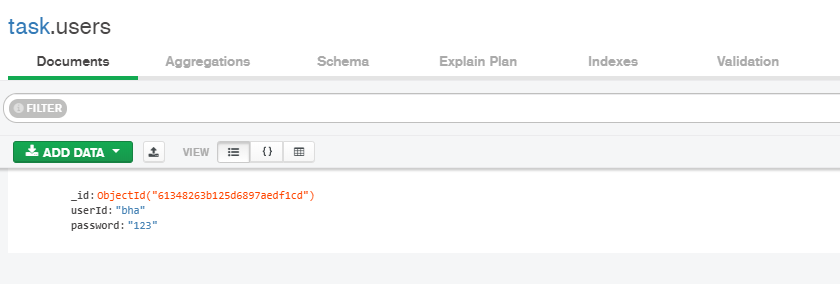 task.users
Documents Aggregations Schema Explain Plan Indexes Validation
FILTER
ADD DATA VIEW {}
_id: ObjectId("61348263b125d6897aedf1cd")
userId: "bha"
password: "123"